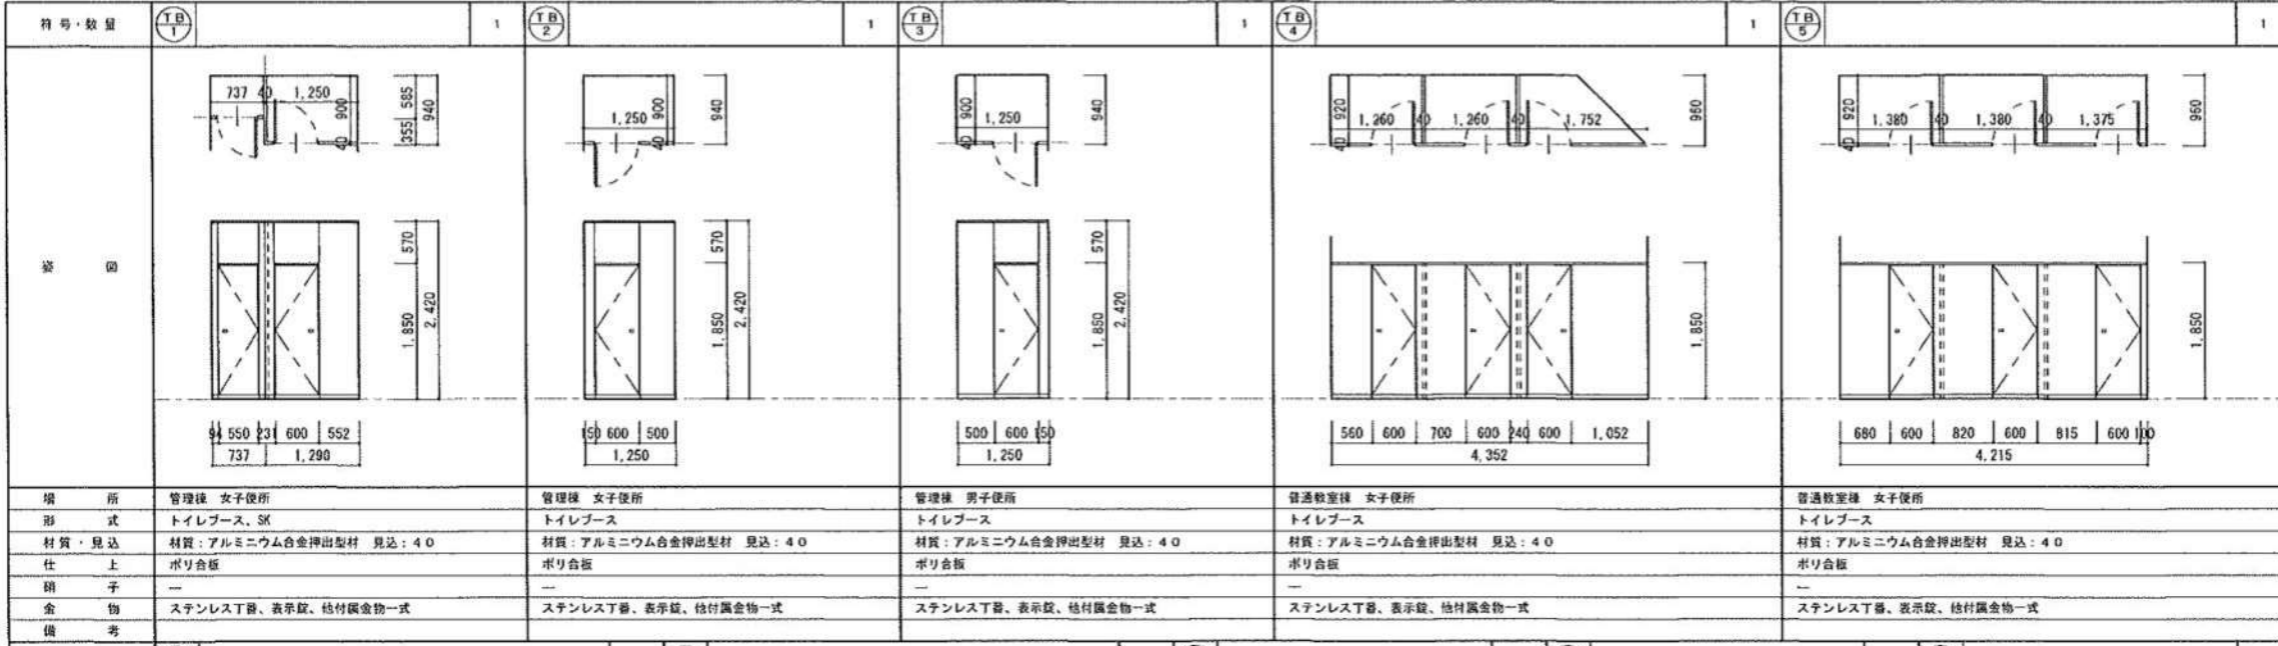 符号・数量
TB
1
1
TB
2
1
TB
3
1
TB
4
1
TB
5
1
姿 図
737 40 1,250
900
40
585
355
940
570
1,850
2,420
94 550 231 600 552
737 1,290
1,250
900
40
940
570
1,850
2,420
150 600 500
1,250
900
40
1,250
940
570
1,850
2,420
500 600 150
1,250
920
40
1,260 40 1,260 40 1,752
960
1,850
560 600 700 600 240 600 1,052
4,352
920
40
1,380 40 1,380 40 1,375
960
1,850
680 600 820 600 815 600 100
4,215
場 所 管理棟 女子便所 管理棟 女子便所 管理棟 男子便所 普通教室棟 女子便所 普通教室棟 女子便所
形 式 トイレブース、SK トイレブース トイレブース トイレブース トイレブース
材質・見込 材質:アルミニウム合金押出型材 見込:40 材質:アルミニウム合金押出型材 見込:40 材質:アルミニウム合金押出型材 見込:40 材質:アルミニウム合金押出型材 見込:40 材質:アルミニウム合金押出型材 見込:40
仕 上 ポリ合板 ポリ合板 ポリ合板 ポリ合板 ポリ合板
硝 子 — — — — —
金 物 ステンレス丁番、表示錠、他付属金物一式 ステンレス丁番、表示錠、他付属金物一式 ステンレス丁番、表示錠、他付属金物一式 ステンレス丁番、表示錠、他付属金物一式 ステンレス丁番、表示錠、他付属金物一式
備 考